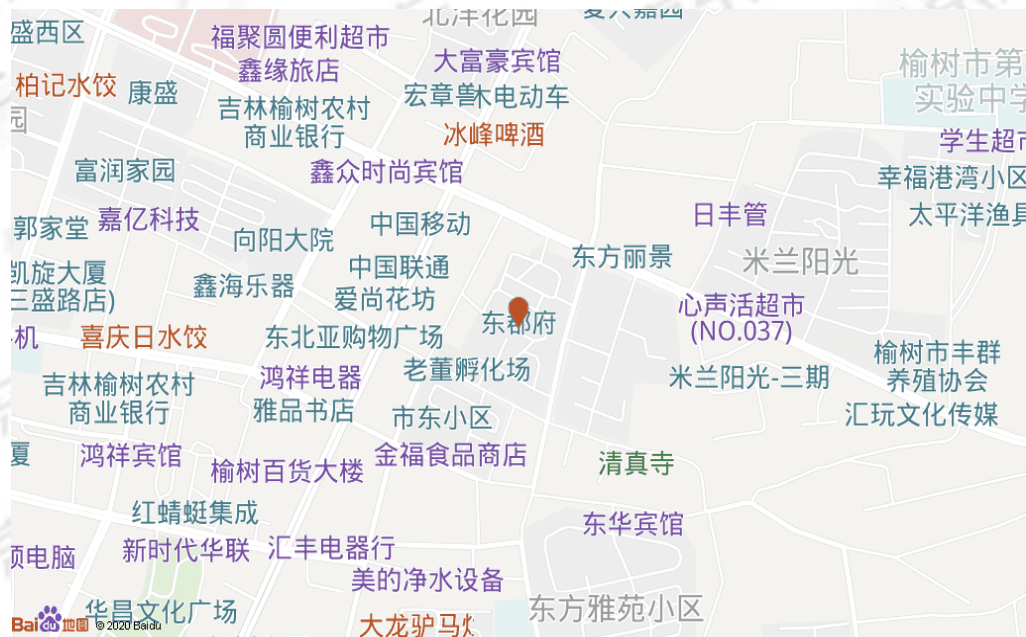 北洋花园
复兴嘉园
盛西区
福聚圆便利超市
大富豪宾馆
榆树市第
鑫缘旅店
柏记水饺
康盛
宏章兽
木电动车
实验中学
吉林榆树农村
商业银行
园
冰峰啤酒
学生超市
富润家园
鑫众时尚宾馆
幸福港湾小区
郭家堂
嘉亿科技
中国移动
日丰管
太平洋渔具
向阳大院
东方丽景
米兰阳光
凯旋大厦
三盛路店)
中国联通
鑫海乐器
爱尚花坊
心声活超市
(NO.037)
东都府
机
喜庆日水饺
东北亚购物广场
榆树市丰群
养殖协会
老董孵化场
鸿祥电器
米兰阳光-三期
吉林榆树农村
商业银行
雅品书店
市东小区
汇玩文化传媒
厦
鸿祥宾馆
榆树百货大楼
金福食品商店
清真寺
红蜻蜓集成
东华宾馆
硕电脑
新时代华联
汇丰电器行
美的净水设备
华昌文化广场
东方雅苑小区
大龙驴马
Bai du 地图 © 2020 Baidu